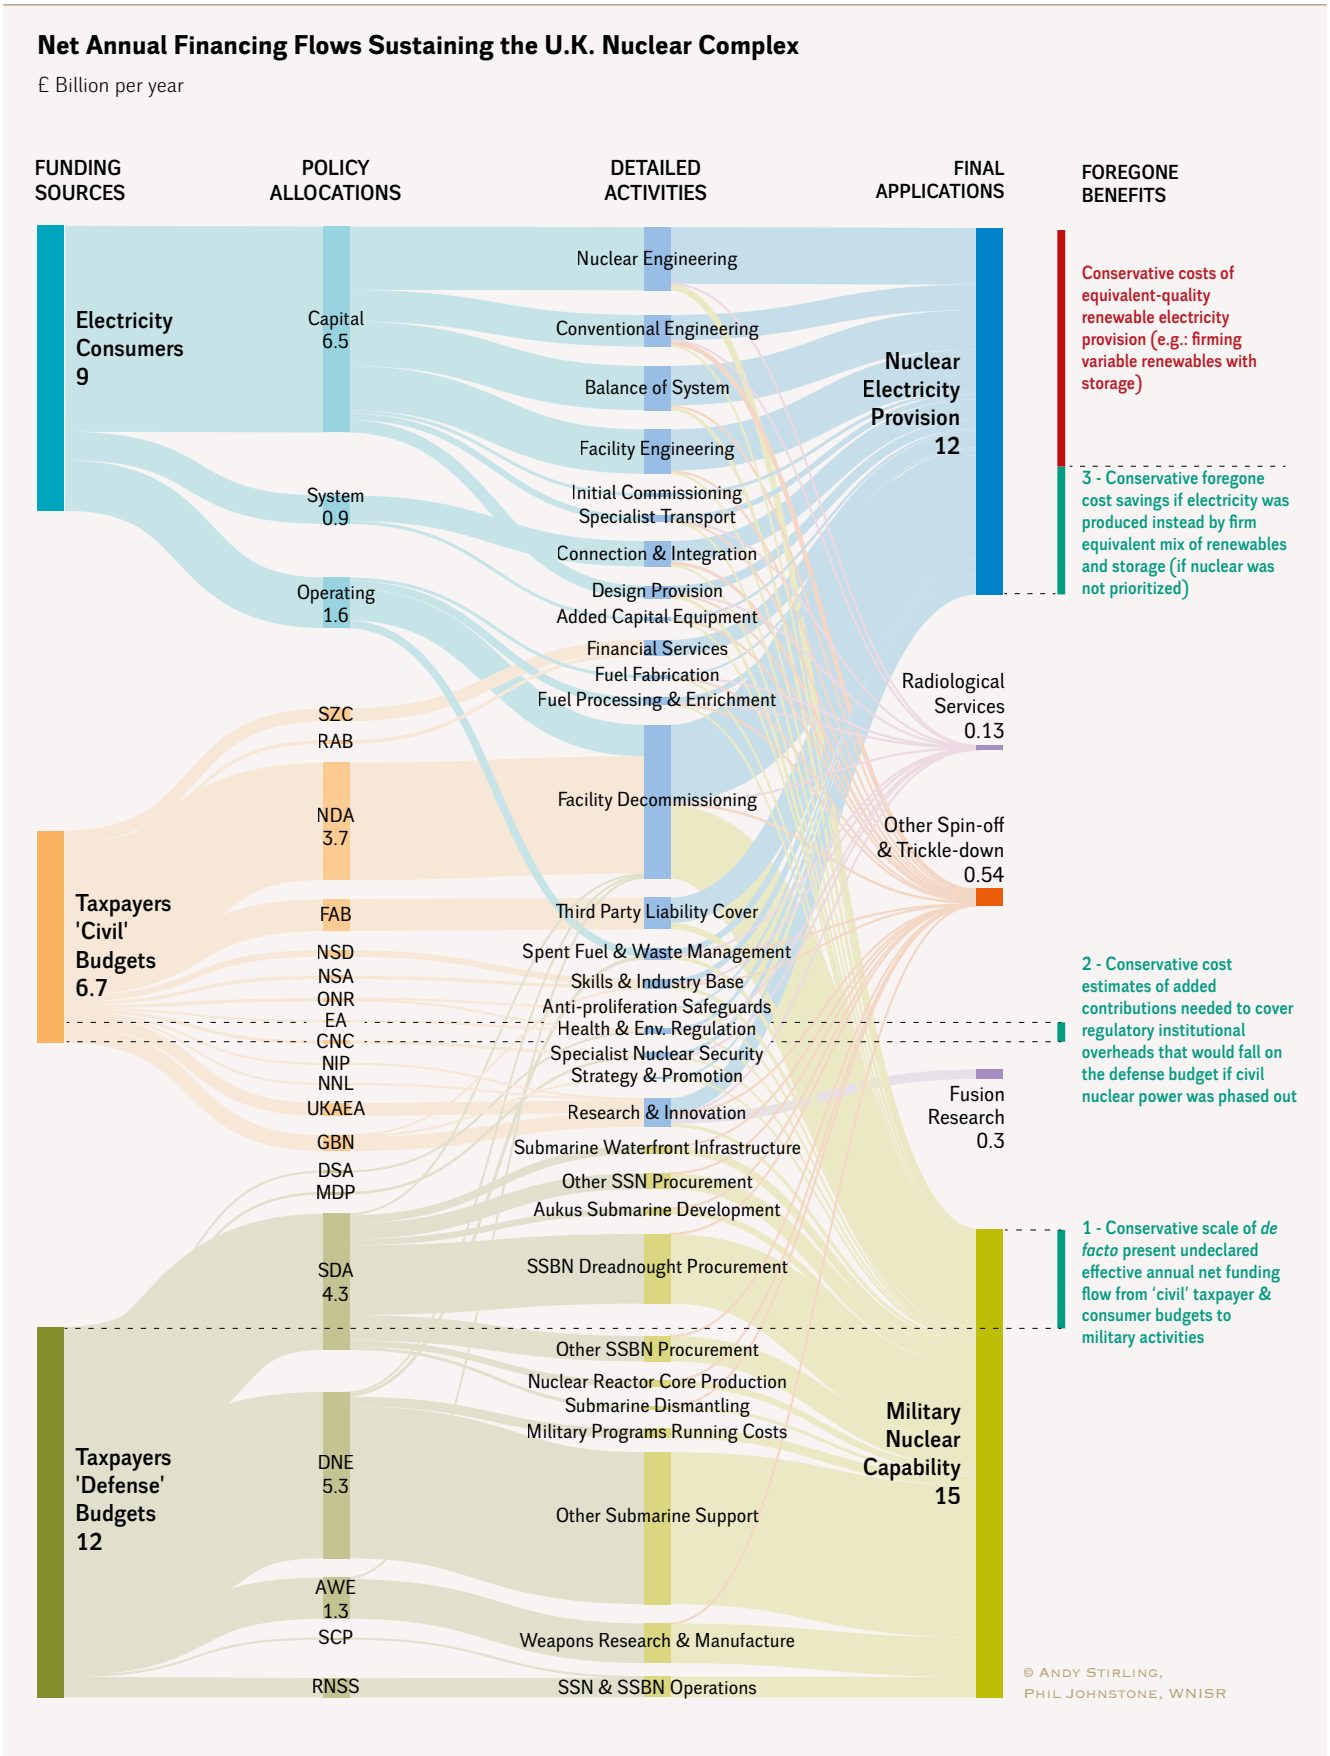 Net Annual Financing Flows Sustaining the U.K. Nuclear Complex
£ Billion per year
FUNDING
SOURCES
POLICY
ALLOCATIONS
DETAILED
ACTIVITIES
FINAL
APPLICATIONS
FOREGONE
BENEFITS
Electricity
Consumers
9
Taxpayers
'Civil'
Budgets
6.7
Taxpayers
'Defense'
Budgets
12
Capital
6.5
System
0.9
Operating
1.6
SZC
RAB
NDA
3.7
FAB
NSD
NSA
ONR
EA
CNC
NIP
NNL
UKAEA
GBN
DSA
MDP
SDA
4.3
DNE
5.3
AWE
1.3
SCP
RNSS
Nuclear Engineering
Conventional Engineering
Balance of System
Facility Engineering
Initial Commissioning
Specialist Transport
Connection & Integration
Design Provision
Added Capital Equipment
Financial Services
Fuel Fabrication
Fuel Processing & Enrichment
Facility Decommissioning
Third Party Liability Cover
Spent Fuel & Waste Management
Skills & Industry Base
Anti-proliferation Safeguards
Health & Env. Regulation
Specialist Nuclear Security
Strategy & Promotion
Research & Innovation
Submarine Waterfront Infrastructure
Other SSN Procurement
Aukus Submarine Development
SSBN Dreadnought Procurement
Other SSBN Procurement
Nuclear Reactor Core Production
Submarine Dismantling
Military Programs Running Costs
Other Submarine Support
Weapons Research & Manufacture
SSN & SSBN Operations
Nuclear
Electricity
Provision
12
Radiological
Services
0.13
Other Spin-off
& Trickle-down
0.54
Fusion
Research
0.3
Military
Nuclear
Capability
15
Conservative costs of
equivalent-quality
renewable electricity
provision (e.g.: firming
variable renewables with
storage)
3 - Conservative foregone
cost savings if electricity was
produced instead by firm
equivalent mix of renewables
and storage (if nuclear was
not prioritized)
2 - Conservative cost
estimates of added
contributions needed to cover
regulatory institutional
overheads that would fall on
the defense budget if civil
nuclear power was phased out
1 - Conservative scale of de
facto present undeclared
effective annual net funding
flow from ‘civil’ taxpayer &
consumer budgets to
military activities
© Andy Stirling,
Phil Johnstone, WNISR